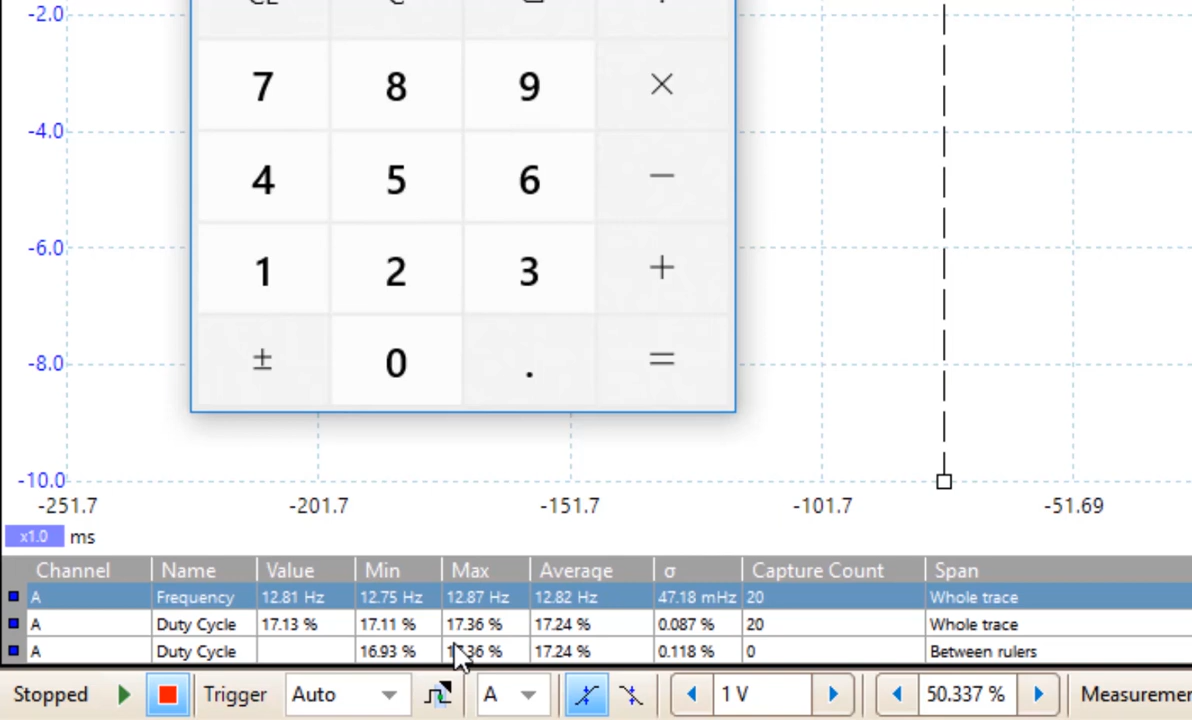 -2.0
CE C
7 8 9 ×
-4.0
4 5 6 −
-6.0
1 2 3 +
-8.0
± 0 . =
-10.0
-251.7 -201.7 -151.7 -101.7 -51.69
x1.0 ms
Channel Name Value Min Max Average σ Capture Count Span
A Frequency 12.81 Hz 12.75 Hz 12.87 Hz 12.82 Hz 47.18 mHz 20 Whole trace
A Duty Cycle 17.13 % 17.11 % 17.36 % 17.24 % 0.087 % 20 Whole trace
A Duty Cycle 16.93 % % 17.24 % 0.118 % 0 Between rulers
Stopped Trigger Auto A 1 V 50.337 % Measuremen